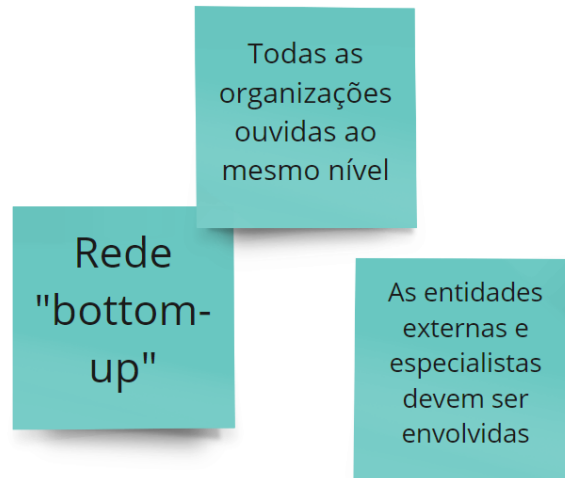 Todas as
organizações
ouvidas ao
mesmo nível
Rede
"bottom-
up"
As entidades
externas e
especialistas
devem ser
envolvidas